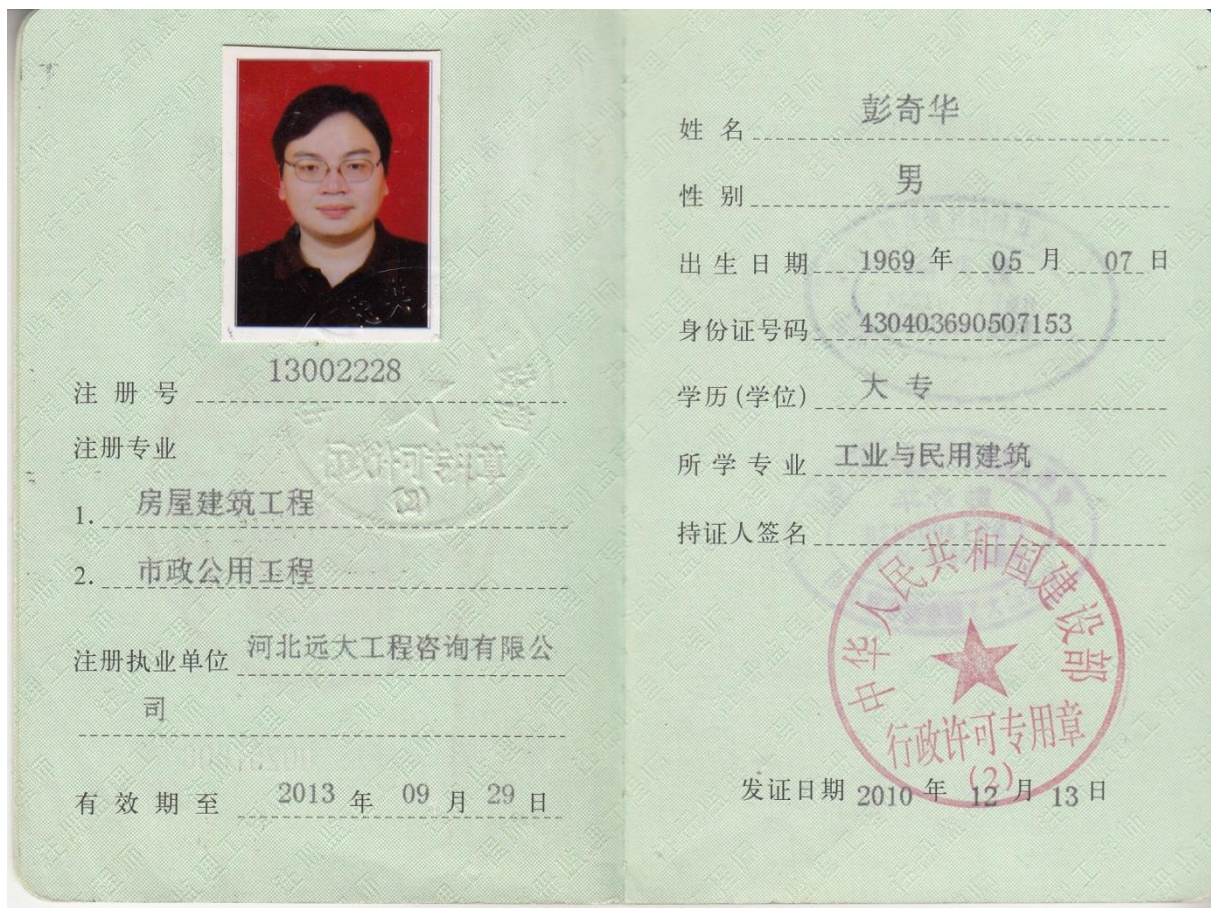 13002228
注册号
注册专业
1. 房屋建筑工程
2. 市政公用工程
注册执业单位 河北远大工程咨询有限公
司
有效期至 2013 年 09 月 29 日
姓名 彭奇华
性别 男
出生日期 1969 年 05 月 07 日
身份证号码 430403690507153
学历(学位) 大专
所学专业 工业与民用建筑
持证人签名
中华人民共和国建设部
行政许可专用章
(2)
发证日期 2010 年 12 月 13 日